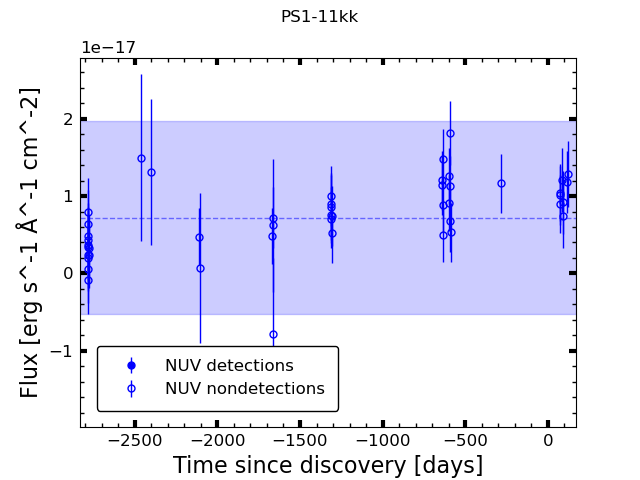 PS1-11kk
1e−17
Flux [erg s^-1 Å^-1 cm^-2]
2
1
0
−1
NUV detections
NUV nondetections
−2500 −2000 −1500 −1000 −500 0
Time since discovery [days]